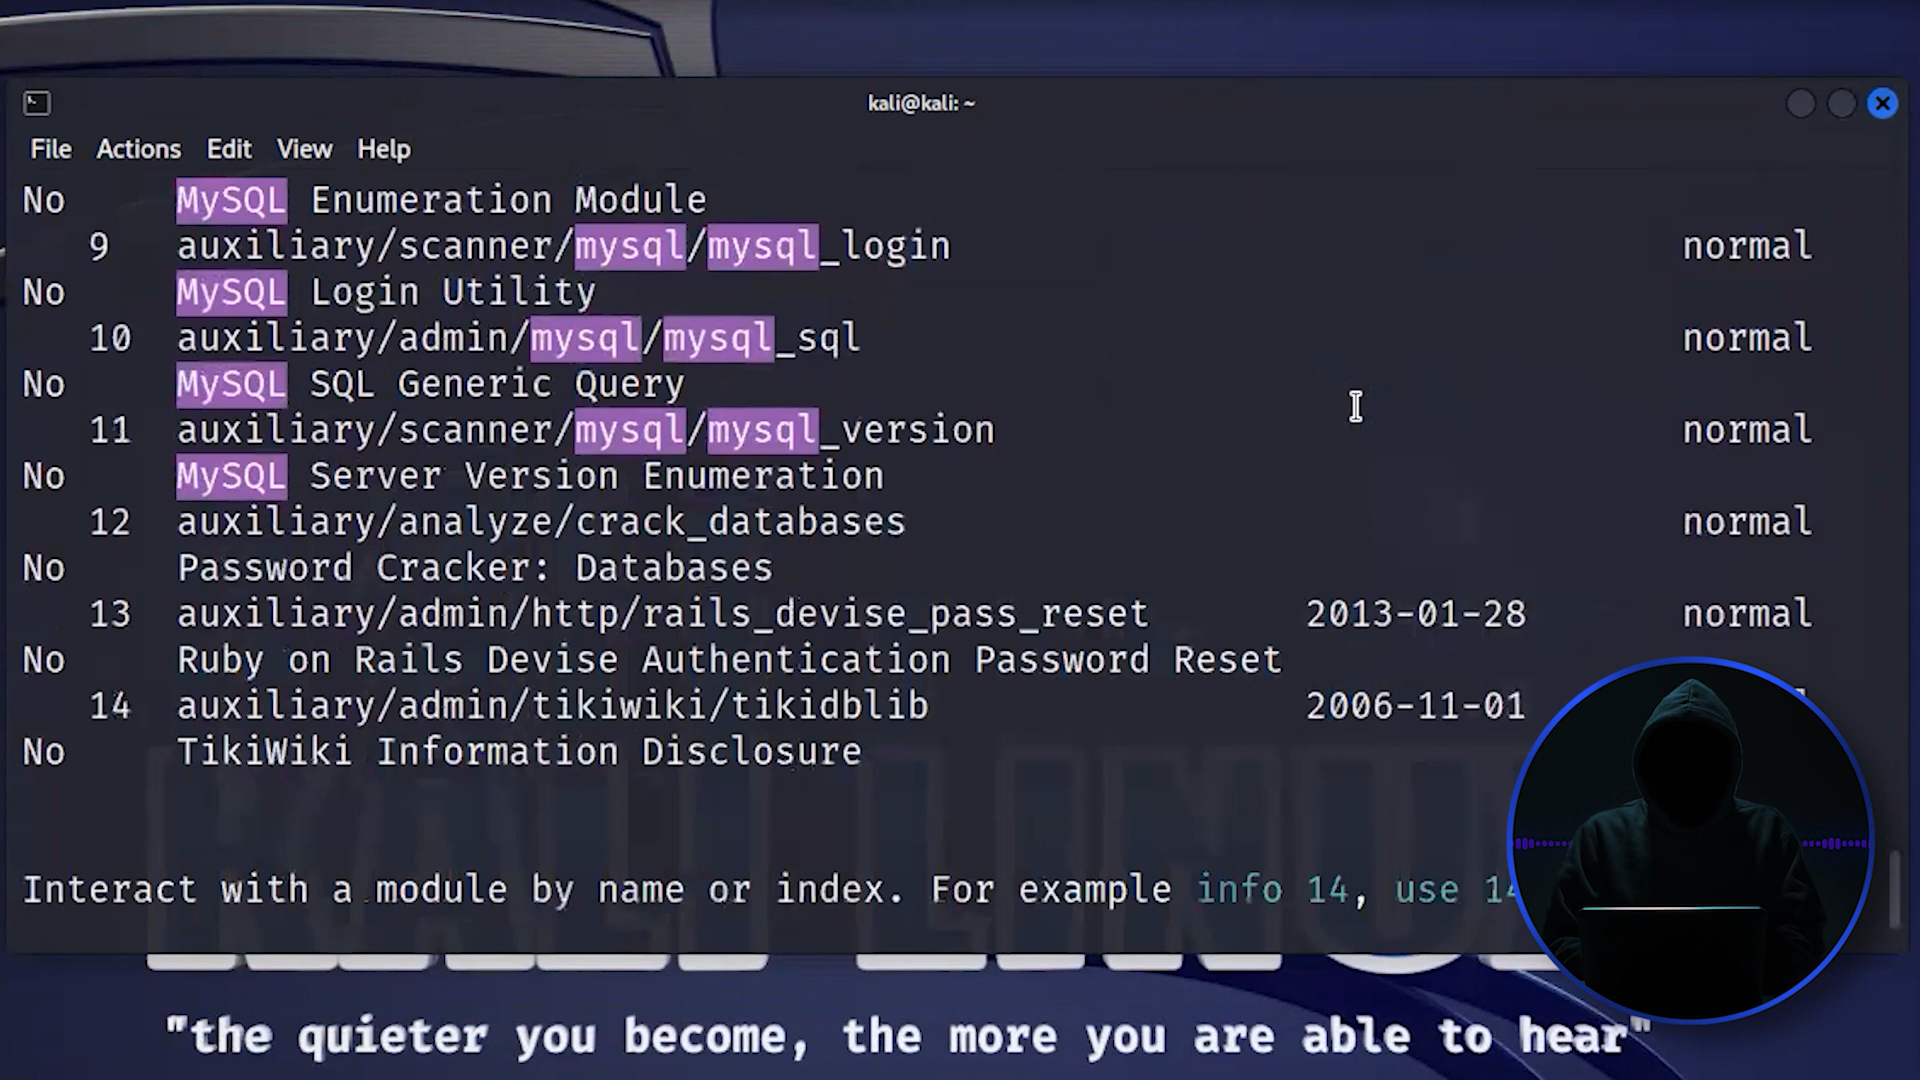 kali@kali: ~
File Actions Edit View Help
No MySQL Enumeration Module
9 auxiliary/scanner/mysql/mysql_login normal
No MySQL Login Utility
10 auxiliary/admin/mysql/mysql_sql normal
No MySQL SQL Generic Query
11 auxiliary/scanner/mysql/mysql_version normal
No MySQL Server Version Enumeration
12 auxiliary/analyze/crack_databases normal
No Password Cracker: Databases
13 auxiliary/admin/http/rails_devise_pass_reset 2013-01-28 normal
No Ruby on Rails Devise Authentication Password Reset
14 auxiliary/admin/tikiwiki/tikidblib 2006-11-01
No TikiWiki Information Disclosure
Interact with a module by name or index. For example info 14, use 14
KALI LINUX
"the quieter you become, the more you are able to hear"